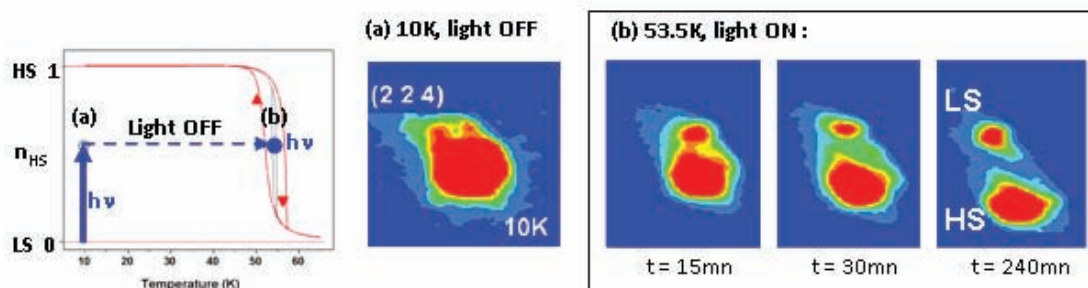 HS 1
(a)
Light OFF
(b)
hν
nHS
hν
LS 0
10 20 30 40 50 60
Temperature (K)
(a) 10K, light OFF
(2 2 4)
10K
(b) 53.5K, light ON :
LS
HS
t = 15mn
t = 30mn
t = 240mn